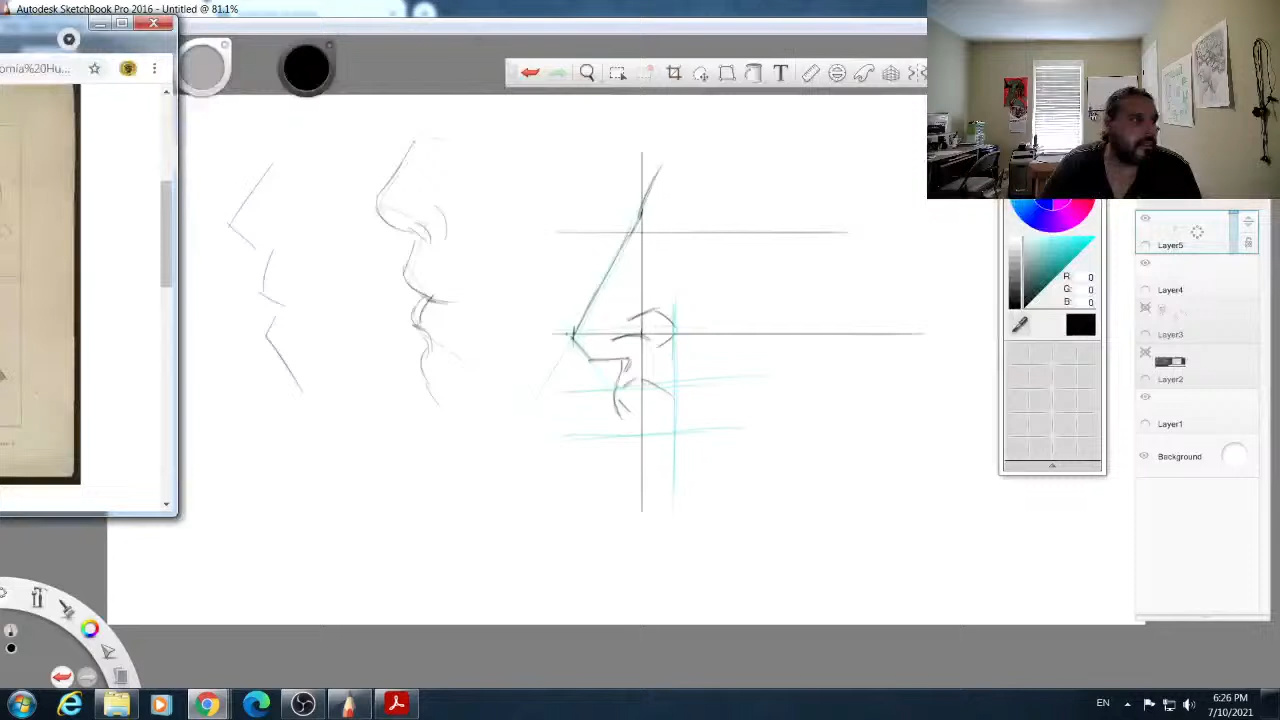 Autodesk SketchBook Pro 2016 - Untitled @ 81.1%
omía%20Hu...
T
R: 0
G: 0
B: 0
Layer5
Layer4
Layer3
Layer2
Layer1
Background
EN
6:26 PM
7/10/2021